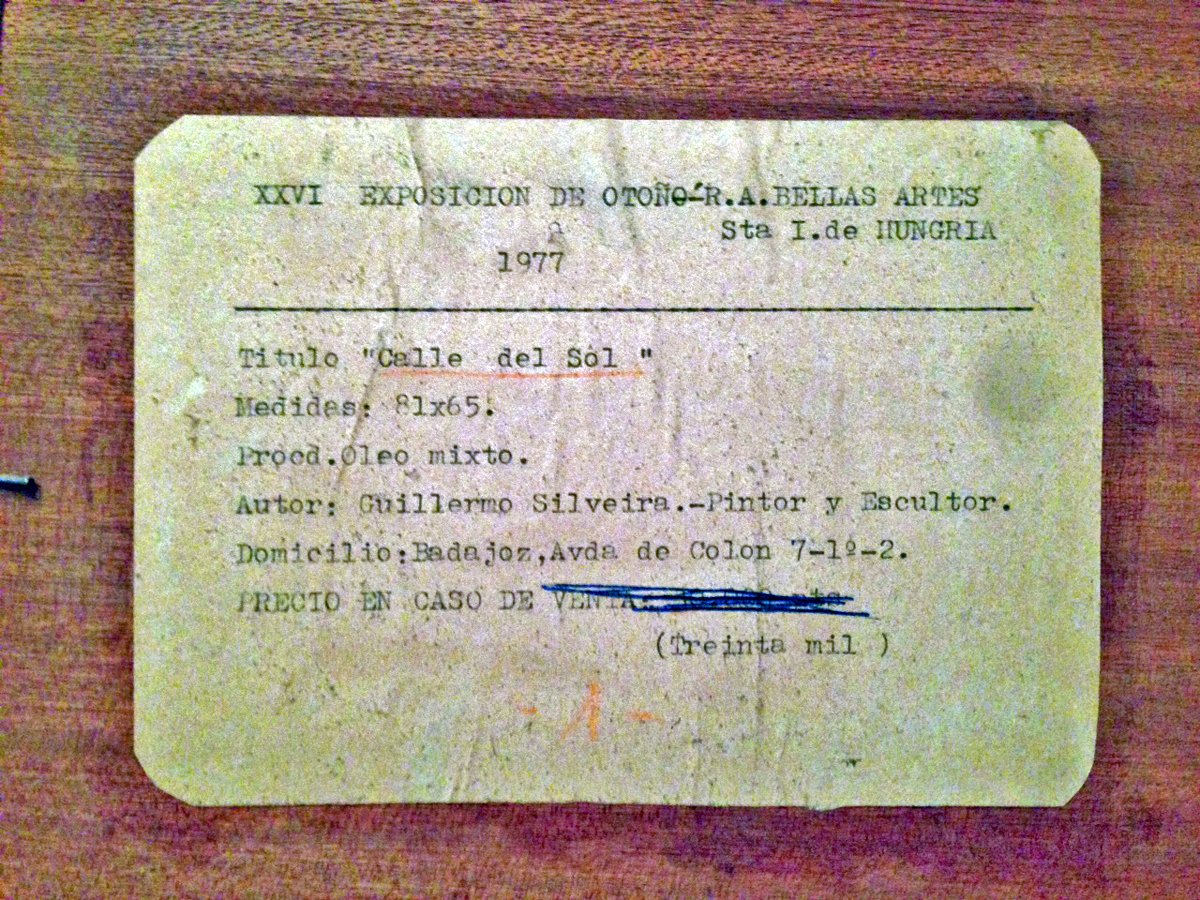 XXVI EXPOSICION DE OTOÑO-R.A.BELLAS ARTES
Sta I.de HUNGRIA
1977
Titulo "Calle del Sol "
Medidas: 81x65.
Procd.Oleo mixto.
Autor: Guillermo Silveira.-Pintor y Escultor.
Domicilio:Badajoz,Avda de Colon 7-1º-2.
PRECIO EN CASO DE VENTA:
(Treinta mil )
- 1 -